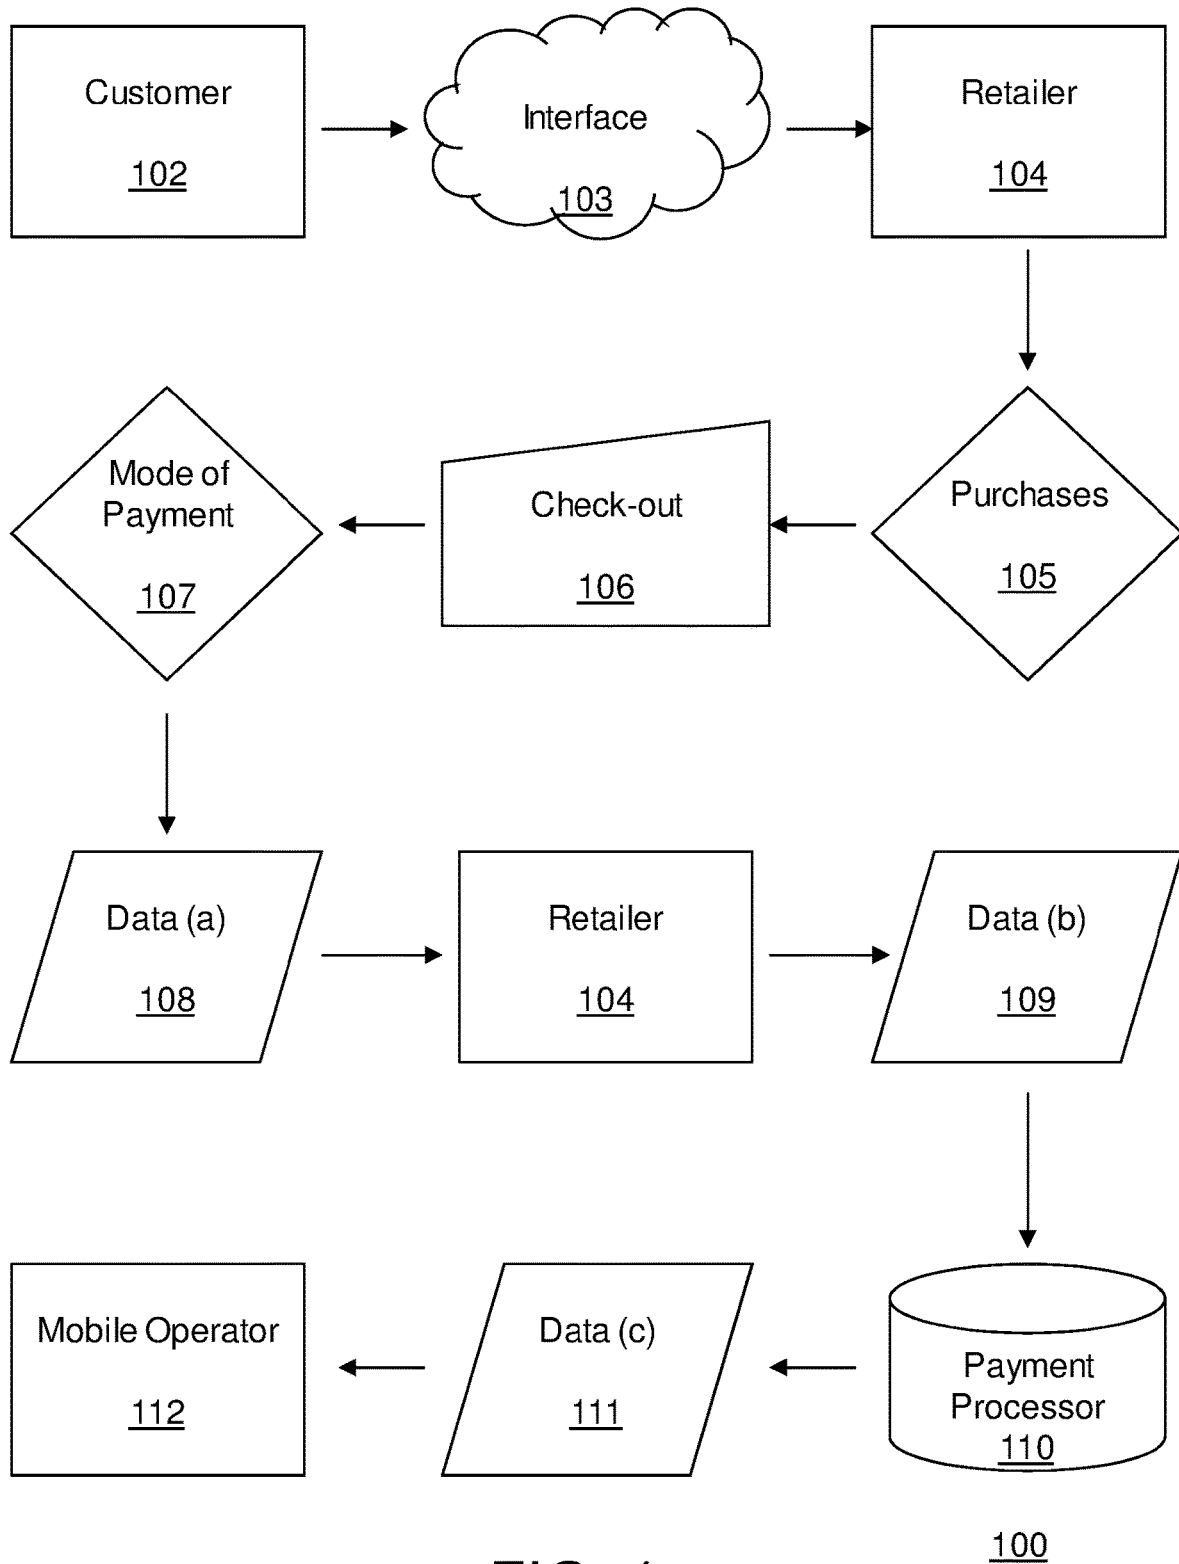 Customer
102
Interface
103
Retailer
104
Mode of
Payment
107
Check-out
106
Purchases
105
Data (a)
108
Retailer
104
Data (b)
109
Mobile Operator
112
Data (c)
111
Payment
Processor
110
100